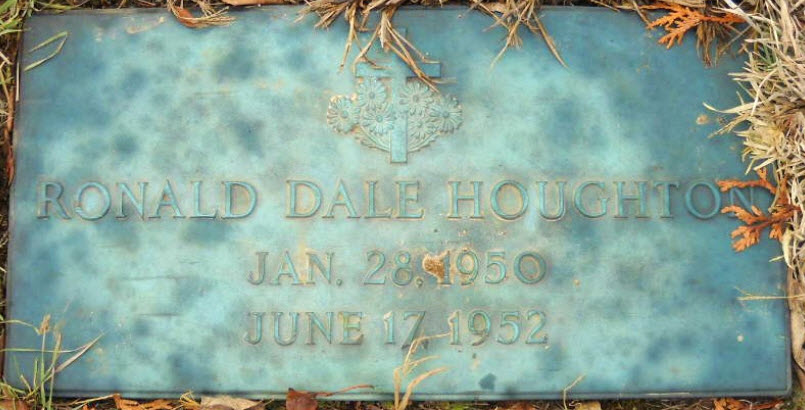 RONALD DALE HOUGHTON
JAN. 28, 1950
JUNE 17, 1952